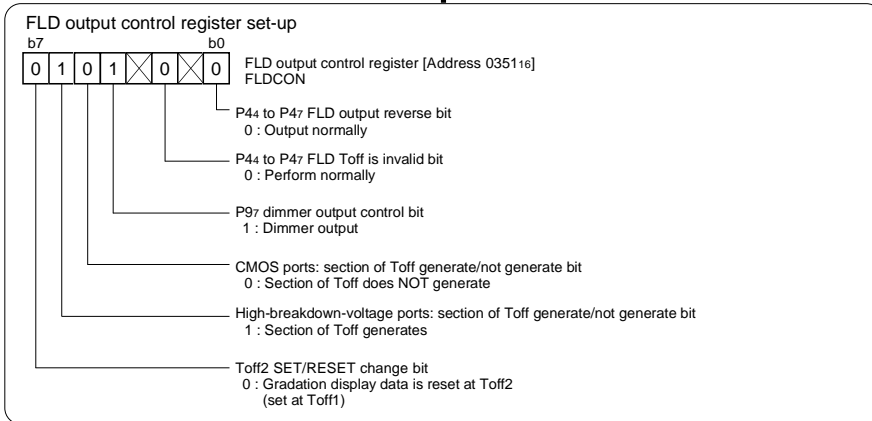 FLD output control register set-up
b7 b0
0 1 0 1 0 0
FLD output control register [Address 035116]
FLDCON
P44 to P47 FLD output reverse bit
0 : Output normally
P44 to P47 FLD Toff is invalid bit
0 : Perform normally
P97 dimmer output control bit
1 : Dimmer output
CMOS ports: section of Toff generate/not generate bit
0 : Section of Toff does NOT generate
High-breakdown-voltage ports: section of Toff generate/not generate bit
1 : Section of Toff generates
Toff2 SET/RESET change bit
0 : Gradation display data is reset at Toff2
(set at Toff1)